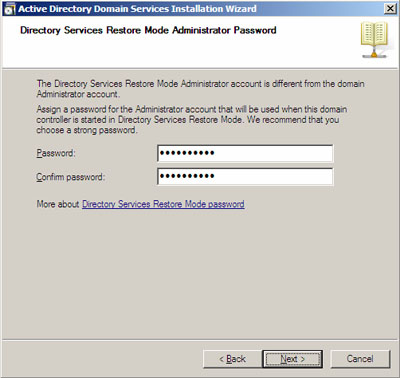 Active Directory Domain Services Installation Wizard
Directory Services Restore Mode Administrator Password
The Directory Services Restore Mode Administrator account is different from the domain
Administrator account.
Assign a password for the Administrator account that will be used when this domain
controller is started in Directory Services Restore Mode. We recommend that you
choose a strong password.
Password: ●●●●●●●●●●
Confirm password: ●●●●●●●●●●
More about Directory Services Restore Mode password
< Back Next > Cancel